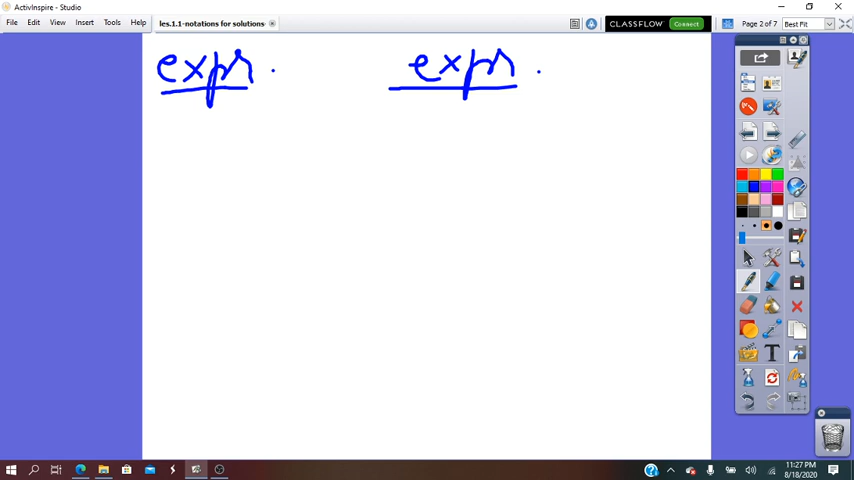 ActivInspire - Studio
File Edit View Insert Tools Help les.1.1-notations for solutions CLASSFLOW Connect Page 2 of 7 Best Fit
expr. expr.
11:27 PM
8/18/2020